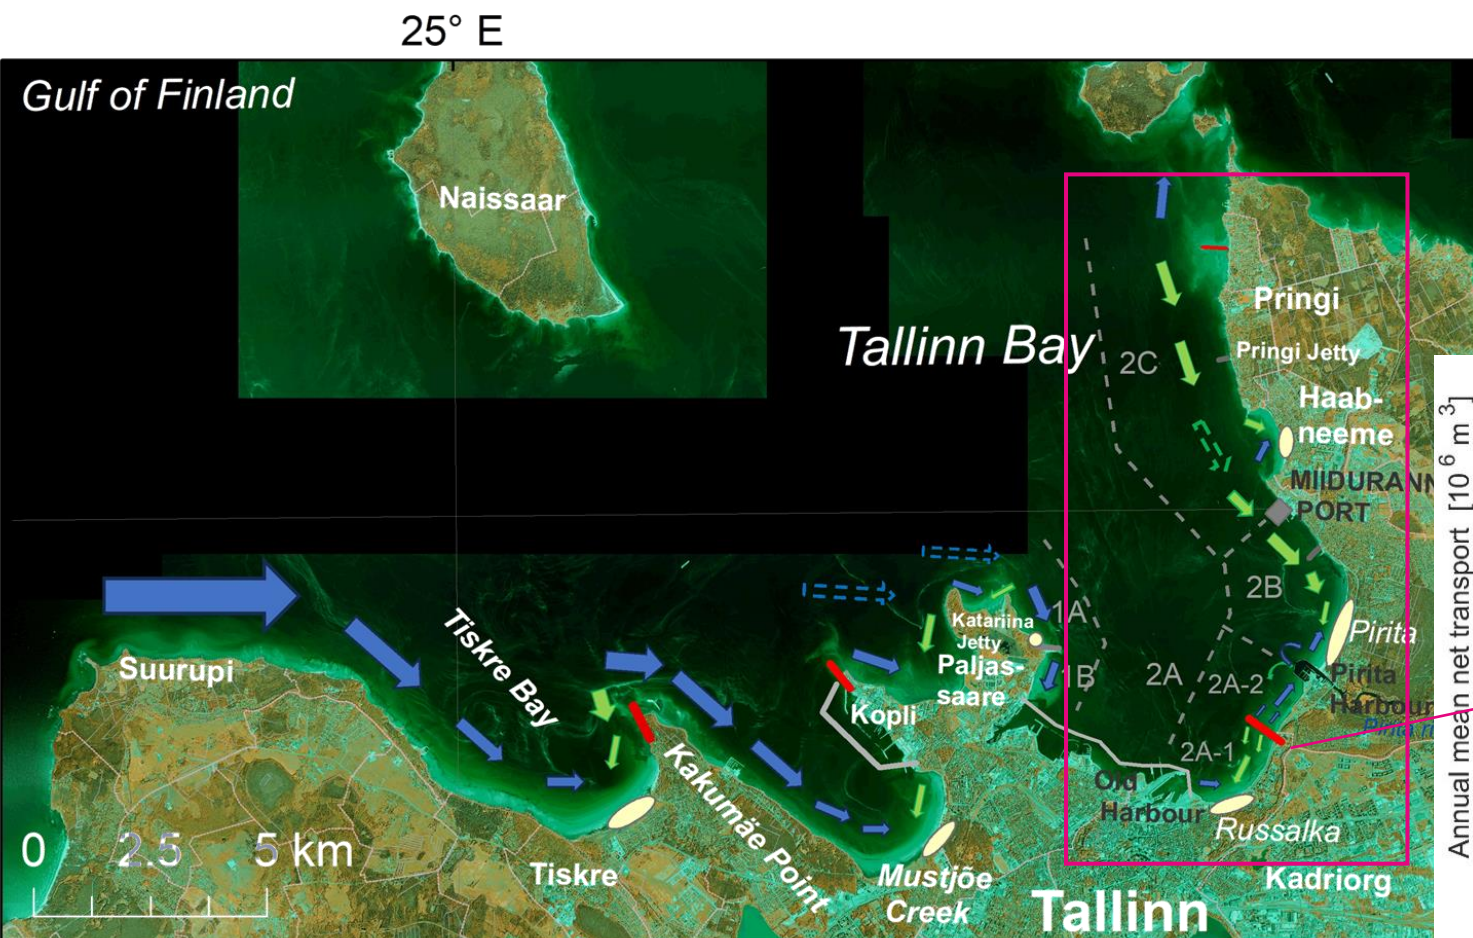 25° E
Gulf of Finland
Naissaar
Tallinn Bay
Pringi
Pringi Jetty
2C
Haab-
neeme
MIIDURANN
PORT
2B
1A
Katariina
Jetty
Paljas-
saare
1B
2A
2A-2
2A-1
Pirita
Pirita
Harbour
Suurupi
Tiskre Bay
Kopli
Kakumäe Point
Old
Harbour
Russalka
Kadriorg
0 2.5 5 km
Tiskre
Mustjõe
Creek
Tallinn
Annual mean net transport [10⁶ m³]